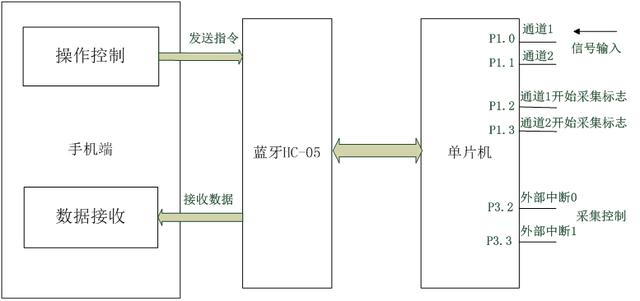 操作控制
手机端
数据接收
发送指令
接收数据
蓝牙HC-05
单片机
P1.0
通道1
信号输入
P1.1
通道2
P1.2
通道1开始采集标志
P1.3
通道2开始采集标志
P3.2
外部中断0
采集控制
P3.3
外部中断1